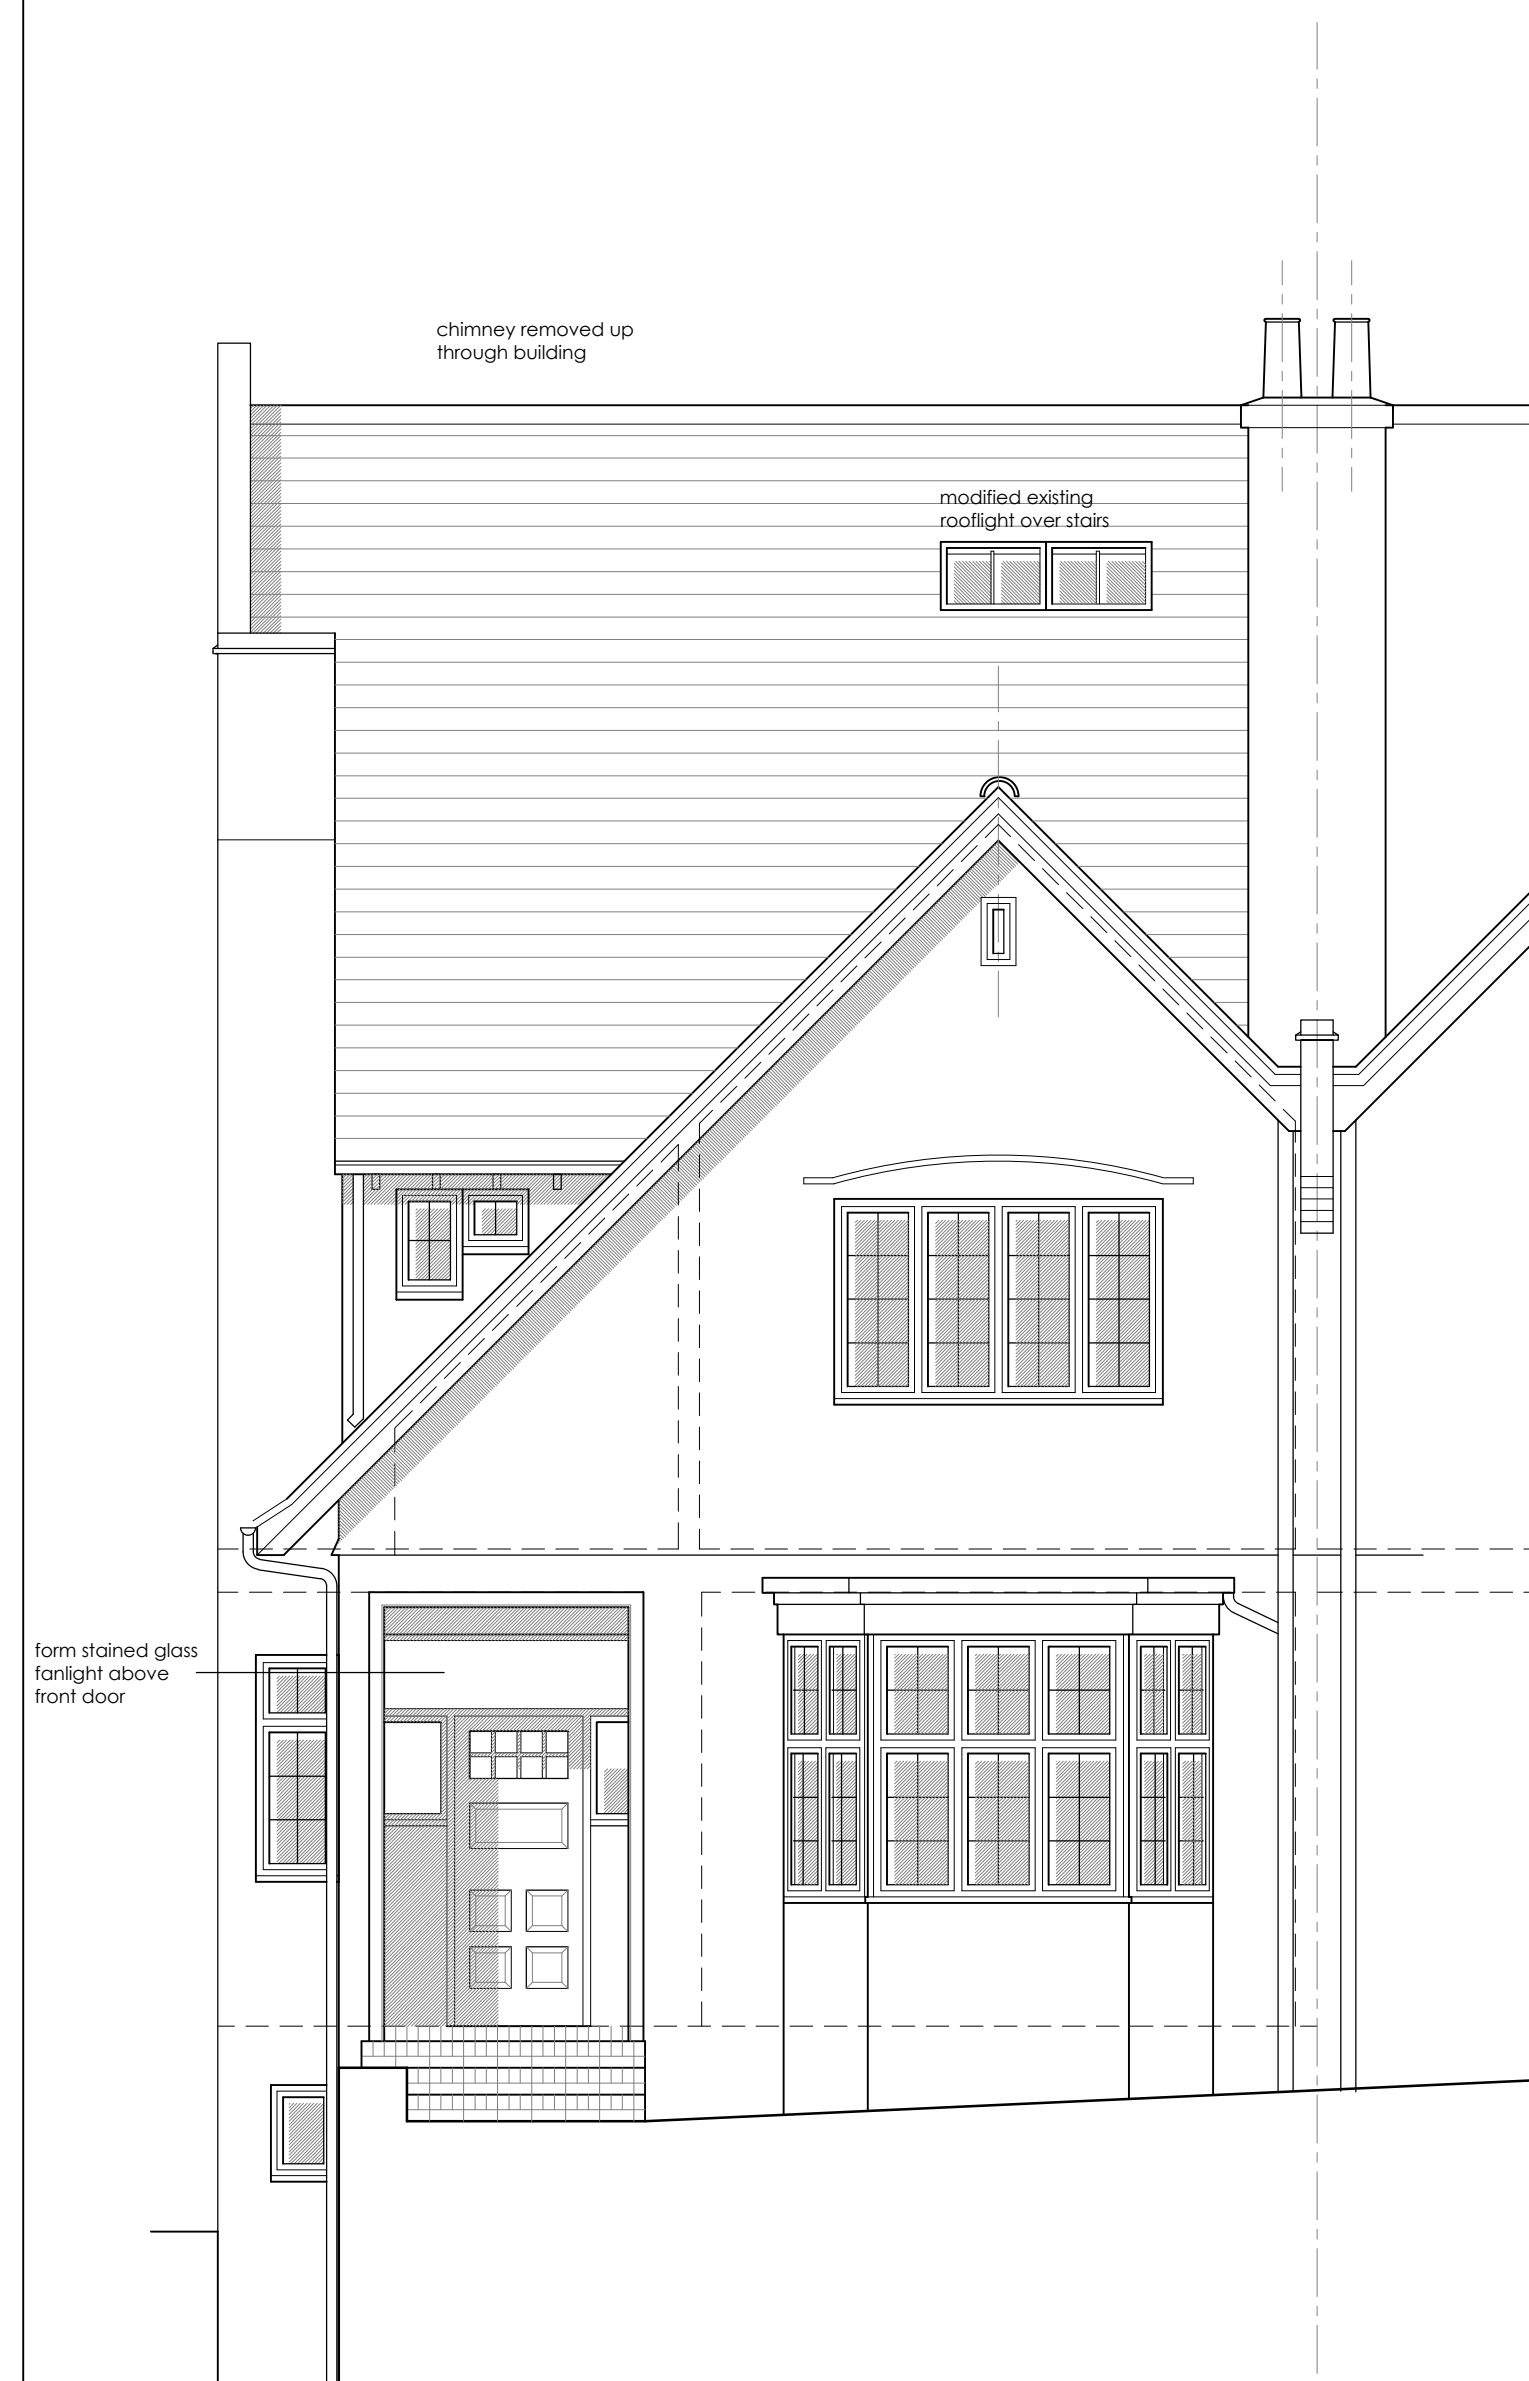 chimney removed up
through building
modified existing
rooflight over stairs
form stained glass
fanlight above
front door